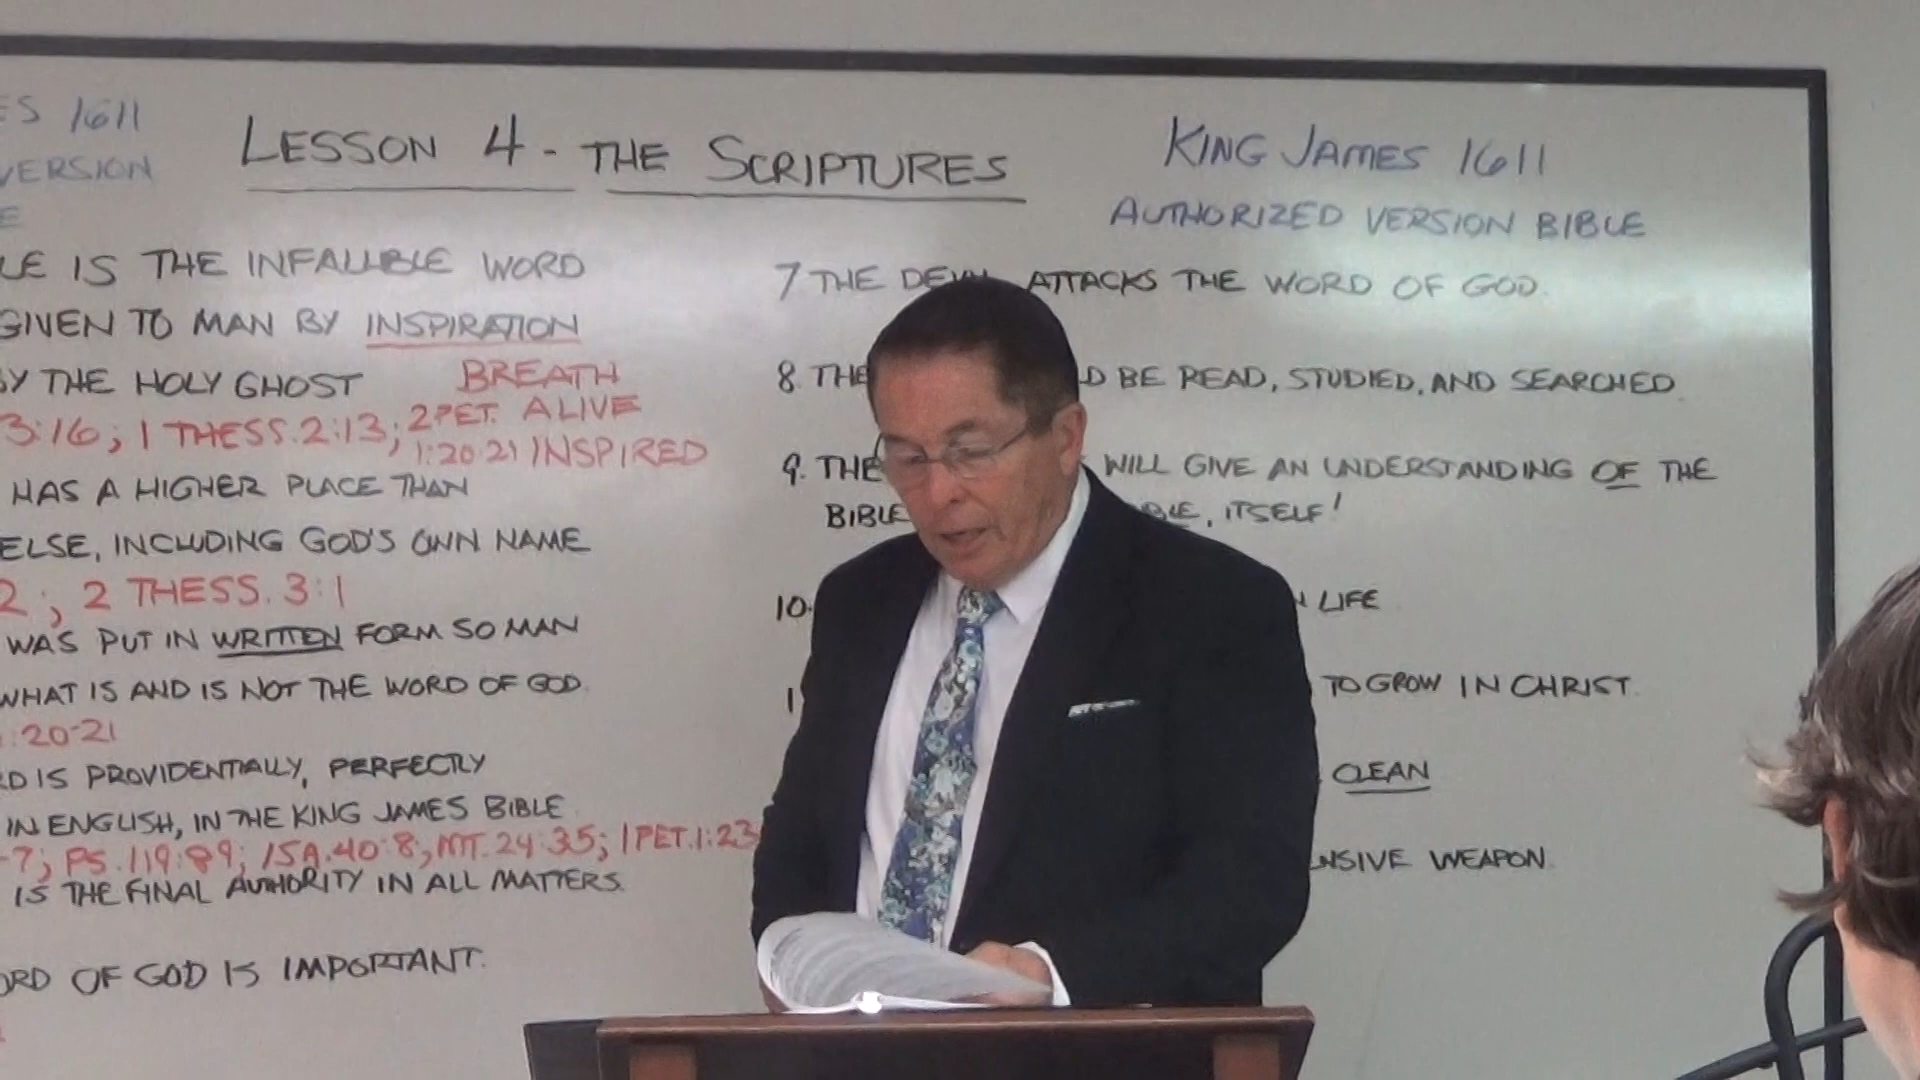 ES 1611
VERSION
E
LESSON 4 - THE SCRIPTURES
LE IS THE INFALLIBLE WORD
GIVEN TO MAN BY INSPIRATION
BY THE HOLY GHOST
BREATH
ALIVE
INSPIRED
3:16; 1 THESS. 2:13; 2 PET.
1:20-21
HAS A HIGHER PLACE THAN
ELSE, INCLUDING GOD'S OWN NAME
2; 2 THESS. 3:1
WAS PUT IN WRITTEN FORM SO MAN
WHAT IS AND IS NOT THE WORD OF GOD.
:20-21
RD IS PROVIDENTIALLY, PERFECTLY
IN ENGLISH, IN THE KING JAMES BIBLE.
-7; PS. 119:89; ISA. 40:8; MT. 24:35; 1 PET. 1:23
IS THE FINAL AUTHORITY IN ALL MATTERS.
ORD OF GOD IS IMPORTANT.
KING JAMES 1611
AUTHORIZED VERSION BIBLE
7 THE ATTACKS THE WORD OF GOD.
8. THE D BE READ, STUDIED, AND SEARCHED.
9. THE WILL GIVE AN UNDERSTANDING OF THE
BIBLE BLE, ITSELF!
10. N LIFE
1 TO GROW IN CHRIST.
CLEAN
NSIVE WEAPON.